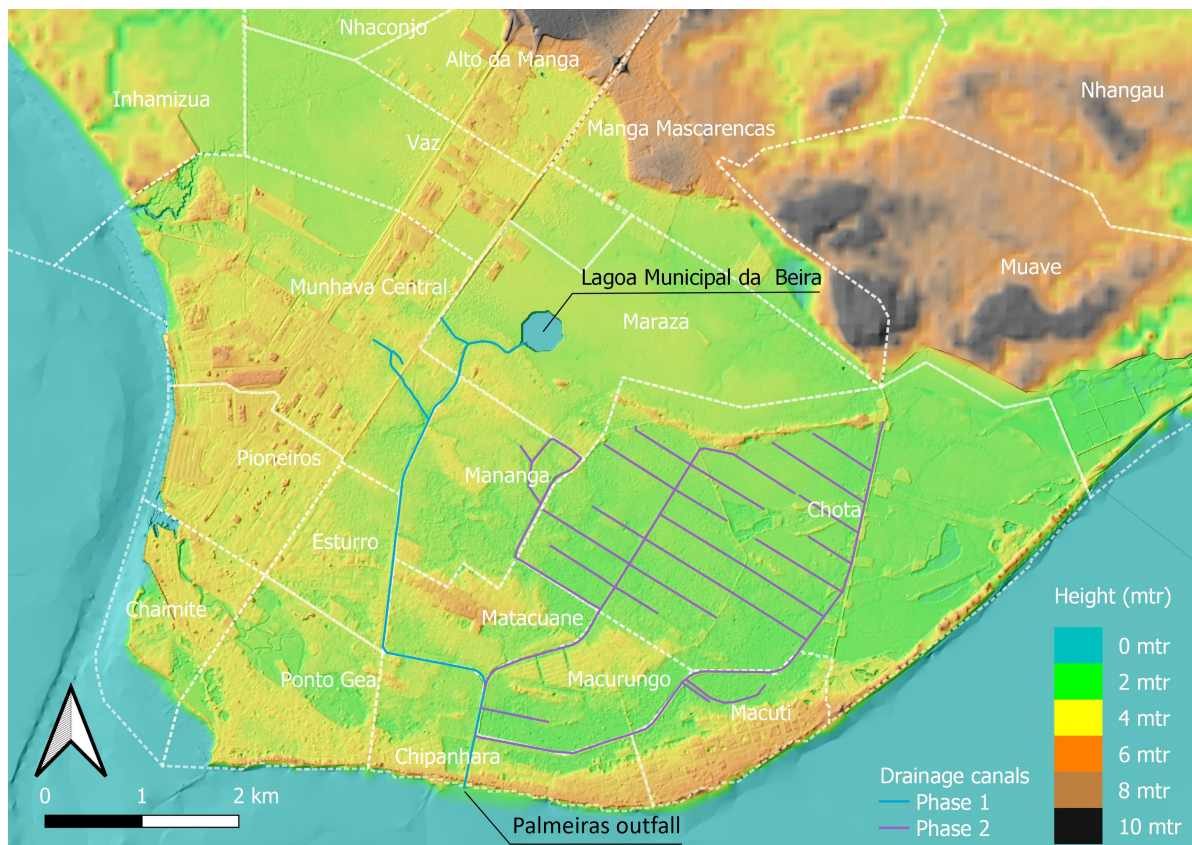 Nhaconjo
Alto da Manga
Inhamizua
Nhangau
Vaz
Manga Mascarencas
Muave
Lagoa Municipal da Beira
Munhava Central
Maraza
Pioneiros
Mananga
Chota
Esturro
Chaimite
Matacuane
Ponto Gea
Macurungo
Macuti
Chipanhara
Palmeiras outfall
0 1 2 km
Drainage canals
Phase 1
Phase 2
Height (mtr)
0 mtr
2 mtr
4 mtr
6 mtr
8 mtr
10 mtr